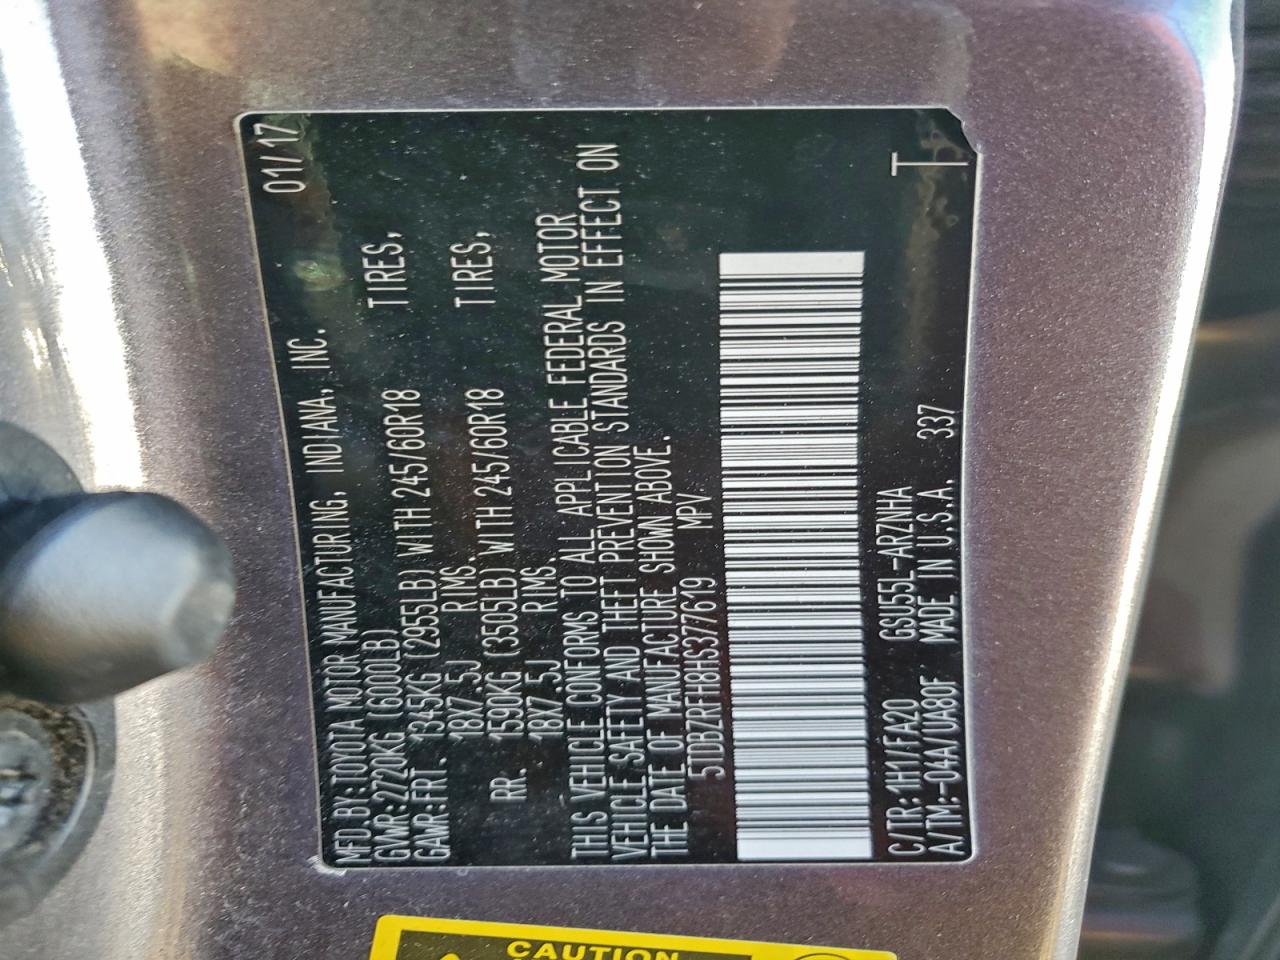 MFD.BY:TOYOTA MOTOR MANUFACTURING, INDIANA, INC. 01/17
GVWR:2720KG (6000LB)
GAWR:FRT. 1345KG (2955LB) WITH 245/60R18 TIRES,
18X7.5J RIMS.
RR. 1590KG (3505LB) WITH 245/60R18 TIRES,
18X7.5J RIMS.
THIS VEHICLE CONFORMS TO ALL APPLICABLE FEDERAL MOTOR
VEHICLE SAFETY AND THEFT PREVENTION STANDARDS IN EFFECT ON
THE DATE OF MANUFACTURE SHOWN ABOVE.
5TDBZRFH8HS377619 MPV
C/TR:1H1/FA20 GSU55L-ARZNHA
A/TM:-04A/UA80F MADE IN U.S.A. 337
T
CAUTION